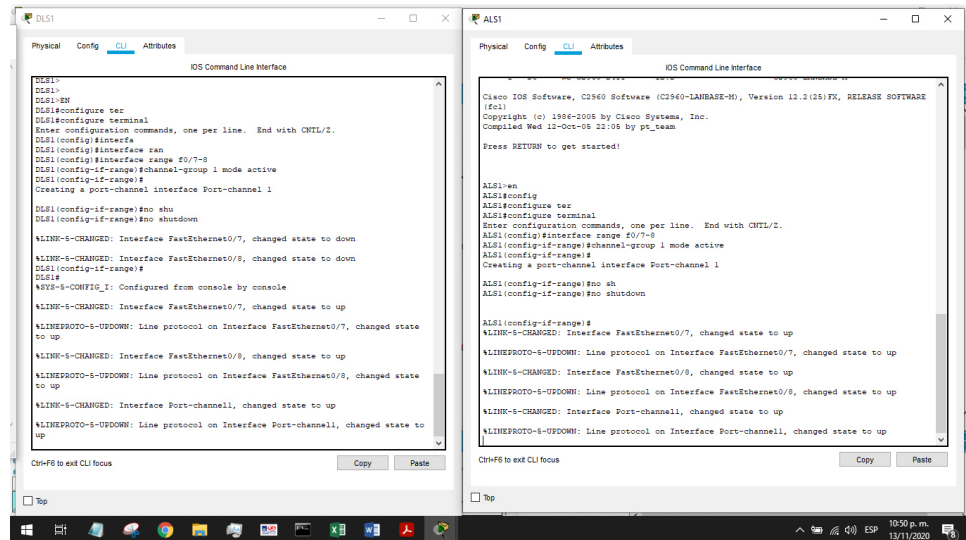 DLS1
Physical Config CLI Attributes
IOS Command Line Interface
DLS1>
DLS1>
DLS1>EN
DLS1#configure ter
DLS1#configure terminal
Enter configuration commands, one per line.  End with CNTL/Z.
DLS1(config)#interfa
DLS1(config)#interface ran
DLS1(config)#interface range f0/7-8
DLS1(config-if-range)#channel-group 1 mode active
DLS1(config-if-range)#
Creating a port-channel interface Port-channel 1
DLS1(config-if-range)#no shu
DLS1(config-if-range)#no shutdown
%LINK-5-CHANGED: Interface FastEthernet0/7, changed state to down
%LINK-5-CHANGED: Interface FastEthernet0/8, changed state to down
DLS1(config-if-range)#
DLS1#
%SYS-5-CONFIG_I: Configured from console by console
%LINK-5-CHANGED: Interface FastEthernet0/7, changed state to up
%LINEPROTO-5-UPDOWN: Line protocol on Interface FastEthernet0/7, changed state
to up
%LINK-5-CHANGED: Interface FastEthernet0/8, changed state to up
%LINEPROTO-5-UPDOWN: Line protocol on Interface FastEthernet0/8, changed state
to up
%LINK-5-CHANGED: Interface Port-channel1, changed state to up
%LINEPROTO-5-UPDOWN: Line protocol on Interface Port-channel1, changed state to
up
Ctrl+F6 to exit CLI focus
Copy Paste
Top
ALS1
Physical Config CLI Attributes
IOS Command Line Interface
Cisco IOS Software, C2960 Software (C2960-LANBASE-M), Version 12.2(25)FX, RELEASE SOFTWARE
(fc1)
Copyright (c) 1986-2005 by Cisco Systems, Inc.
Compiled Wed 12-Oct-05 22:05 by pt_team
Press RETURN to get started!
ALS1>en
ALS1#config
ALS1#configure ter
ALS1#configure terminal
Enter configuration commands, one per line.  End with CNTL/Z.
ALS1(config)#interface range f0/7-8
ALS1(config-if-range)#channel-group 1 mode active
ALS1(config-if-range)#
Creating a port-channel interface Port-channel 1
ALS1(config-if-range)#no sh
ALS1(config-if-range)#no shutdown
ALS1(config-if-range)#
%LINK-5-CHANGED: Interface FastEthernet0/7, changed state to up
%LINEPROTO-5-UPDOWN: Line protocol on Interface FastEthernet0/7, changed state to up
%LINK-5-CHANGED: Interface FastEthernet0/8, changed state to up
%LINEPROTO-5-UPDOWN: Line protocol on Interface FastEthernet0/8, changed state to up
%LINK-5-CHANGED: Interface Port-channel1, changed state to up
%LINEPROTO-5-UPDOWN: Line protocol on Interface Port-channel1, changed state to up
Ctrl+F6 to exit CLI focus
Copy Paste
Top
ESP
10:50 p. m.
13/11/2020
8